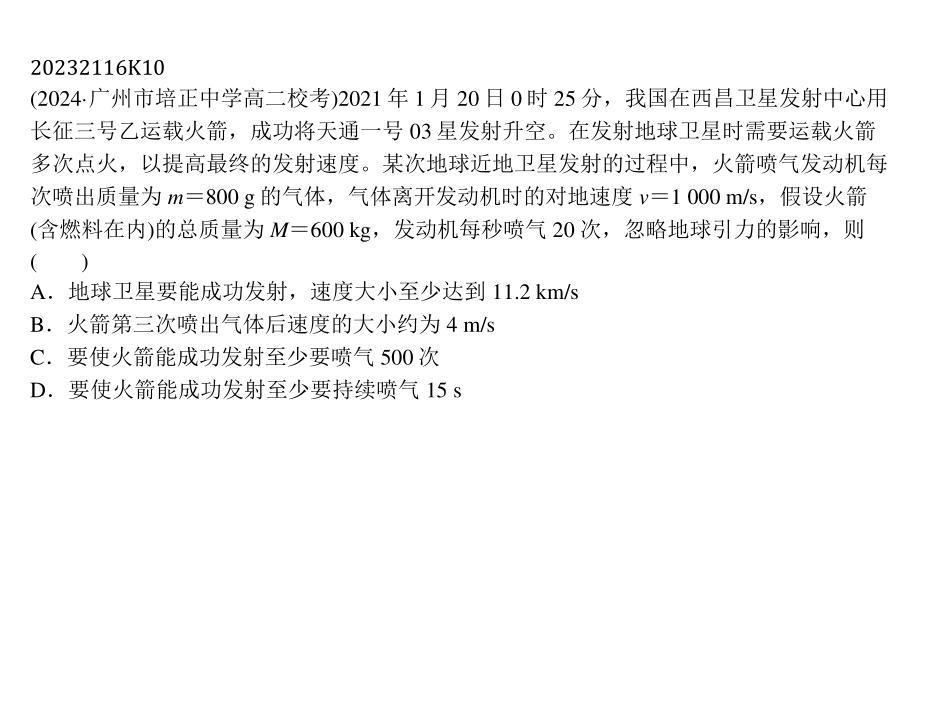 20232116K10
(2024·广州市培正中学高二校考)2021 年 1 月 20 日 0 时 25 分，我国在西昌卫星发射中心用
长征三号乙运载火箭，成功将天通一号 03 星发射升空。在发射地球卫星时需要运载火箭
多次点火，以提高最终的发射速度。某次地球近地卫星发射的过程中，火箭喷气发动机每
次喷出质量为 m＝800 g 的气体，气体离开发动机时的对地速度 v＝1 000 m/s，假设火箭
(含燃料在内)的总质量为 M＝600 kg，发动机每秒喷气 20 次，忽略地球引力的影响，则
(　　)
A．地球卫星要能成功发射，速度大小至少达到 11.2 km/s
B．火箭第三次喷出气体后速度的大小约为 4 m/s
C．要使火箭能成功发射至少要喷气 500 次
D．要使火箭能成功发射至少要持续喷气 15 s